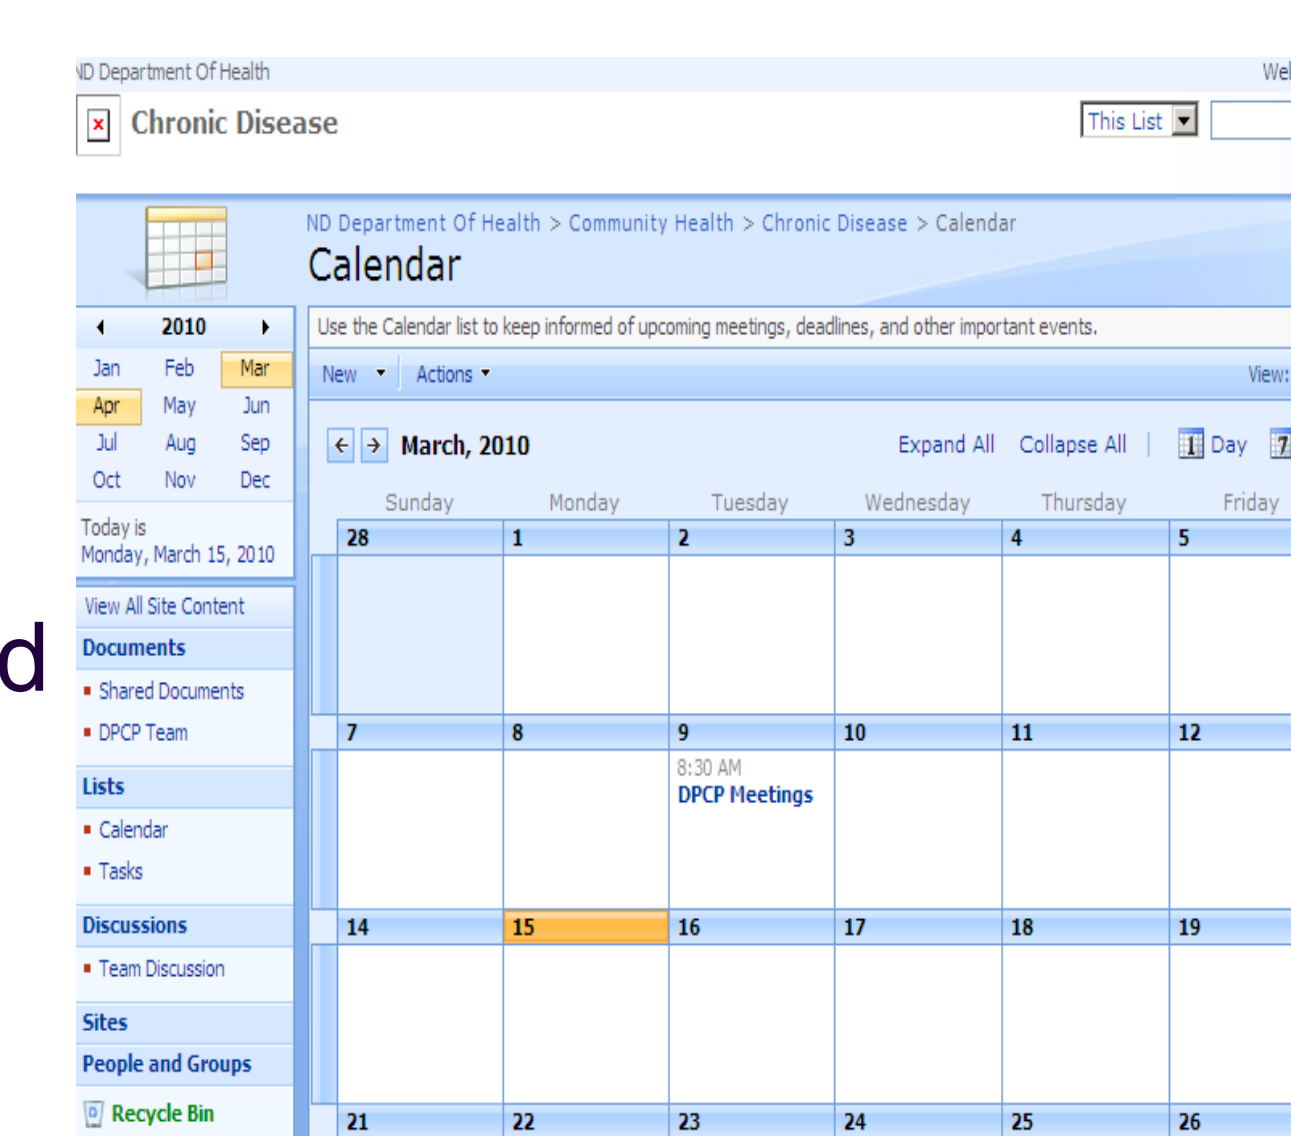 ND Department Of Health
Chronic Disease
This List
ND Department Of Health > Community Health > Chronic Disease > Calendar
Calendar
2010
Jan Feb Mar
Apr May Jun
Jul Aug Sep
Oct Nov Dec
Today is
Monday, March 15, 2010
View All Site Content
Documents
Shared Documents
DPCP Team
Lists
Calendar
Tasks
Discussions
Team Discussion
Sites
People and Groups
Recycle Bin
Use the Calendar list to keep informed of upcoming meetings, deadlines, and other important events.
New Actions View:
March, 2010 Expand All Collapse All | 1 Day 7
Sunday Monday Tuesday Wednesday Thursday Friday
28 1 2 3 4 5
7 8 9 10 11 12
8:30 AM
DPCP Meetings
14 15 16 17 18 19
21 22 23 24 25 26